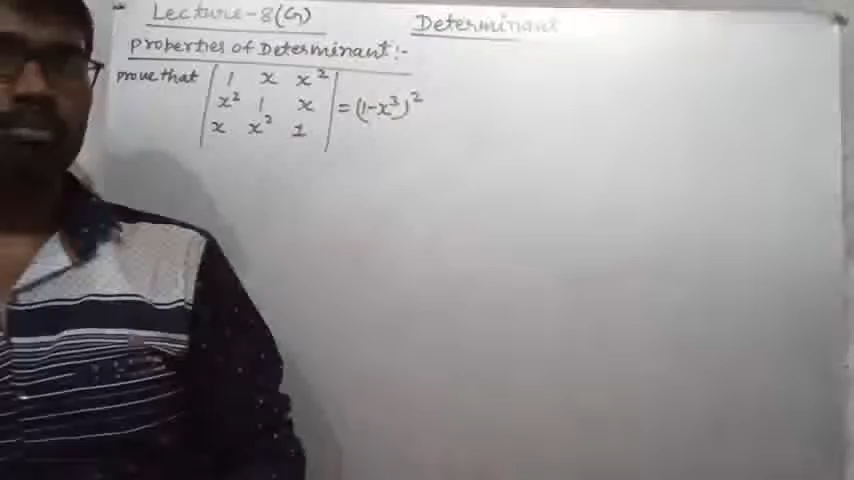 Lecture-8(G)
Determinant
Properties of Determinant:-
prove that | 1 x x² |
| x² 1 x | = (1-x³)²
| x x² 1 |